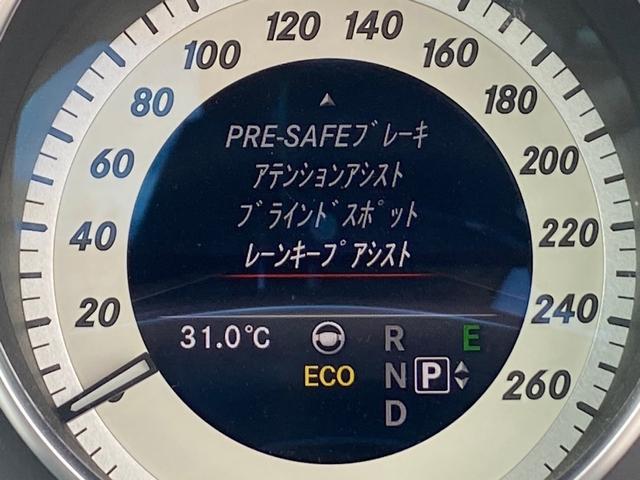 120 140
100 160
80 180
60 200
40 220
20 240
260
PRE-SAFEブレーキ
アテンションアシスト
ブラインドスポット
レーンキープアシスト
31.0℃ R E
ECO N P
D